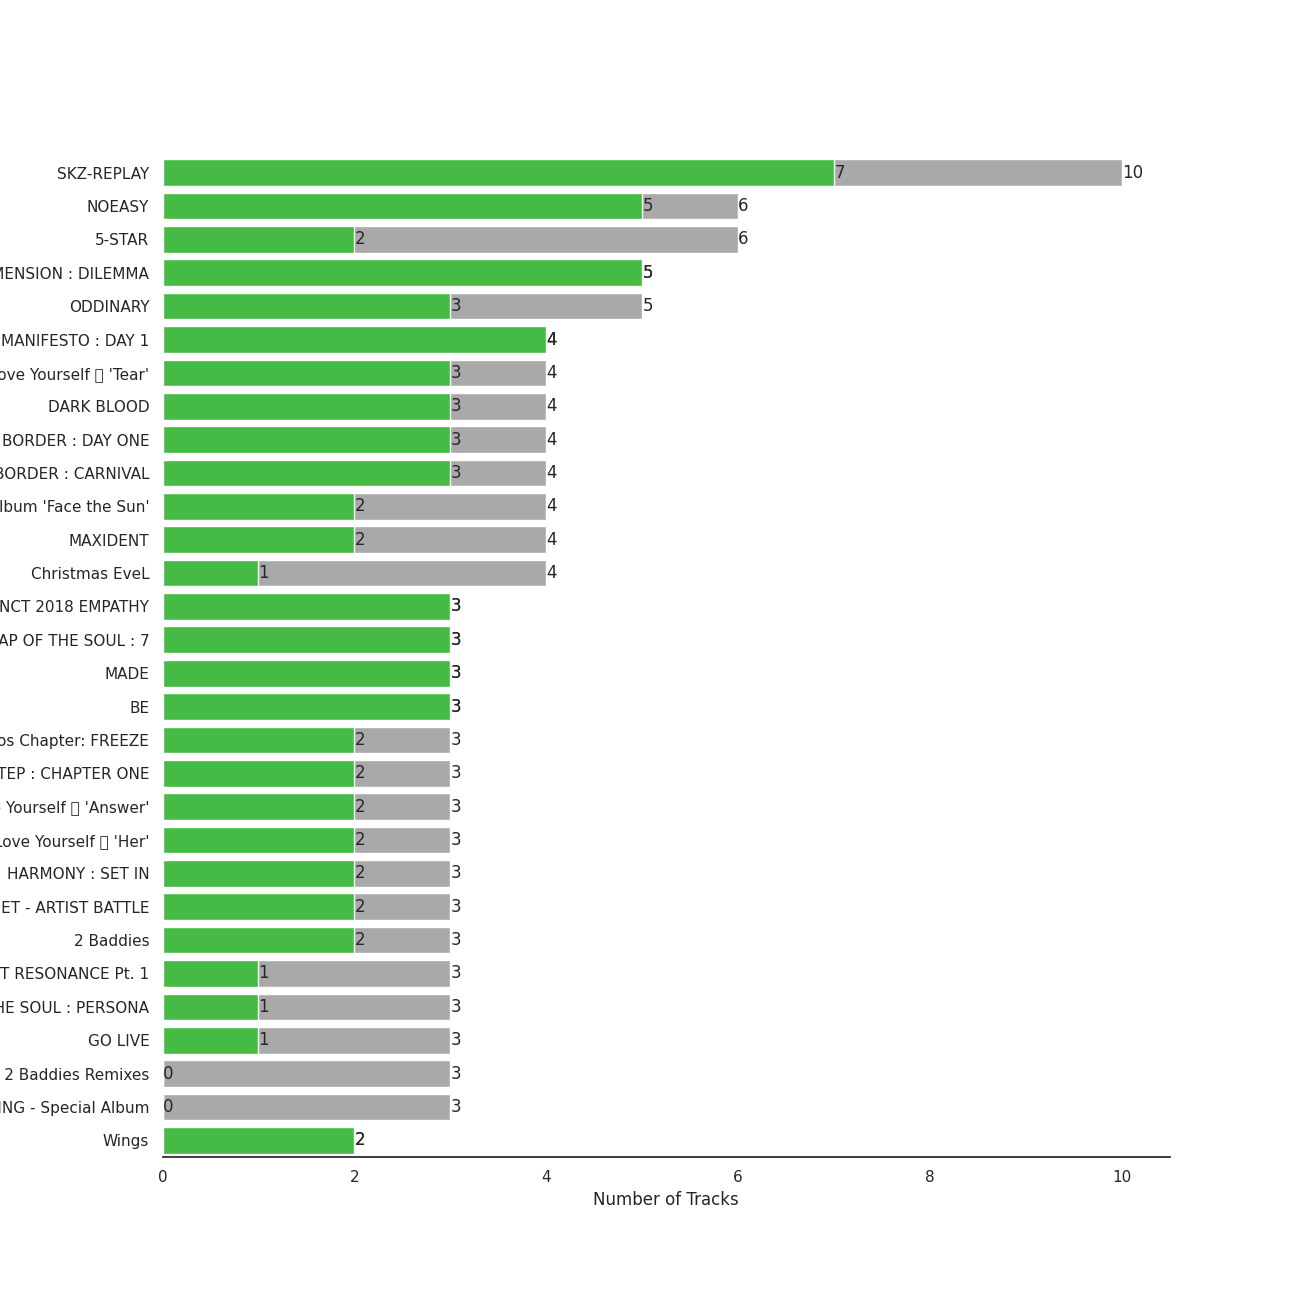 SKZ-REPLAY 7 10
NOEASY 5 6
5-STAR 2 6
MENSION : DILEMMA 5
ODDINARY 3 5
MANIFESTO : DAY 1 4
ove Yourself 'Tear' 3 4
DARK BLOOD 3 4
BORDER : DAY ONE 3 4
BORDER : CARNIVAL 3 4
lbum 'Face the Sun' 2 4
MAXIDENT 2 4
Christmas EveL 1 4
NCT 2018 EMPATHY 3
AP OF THE SOUL : 7 3
MADE 3
BE 3
os Chapter: FREEZE 2 3
TEP : CHAPTER ONE 2 3
Yourself 'Answer' 2 3
Love Yourself 'Her' 2 3
HARMONY : SET IN 2 3
ET - ARTIST BATTLE 2 3
2 Baddies 2 3
T RESONANCE Pt. 1 1 3
HE SOUL : PERSONA 1 3
GO LIVE 1 3
2 Baddies Remixes 0 3
ING - Special Album 0 3
Wings 2
0 2 4 6 8 10
Number of Tracks